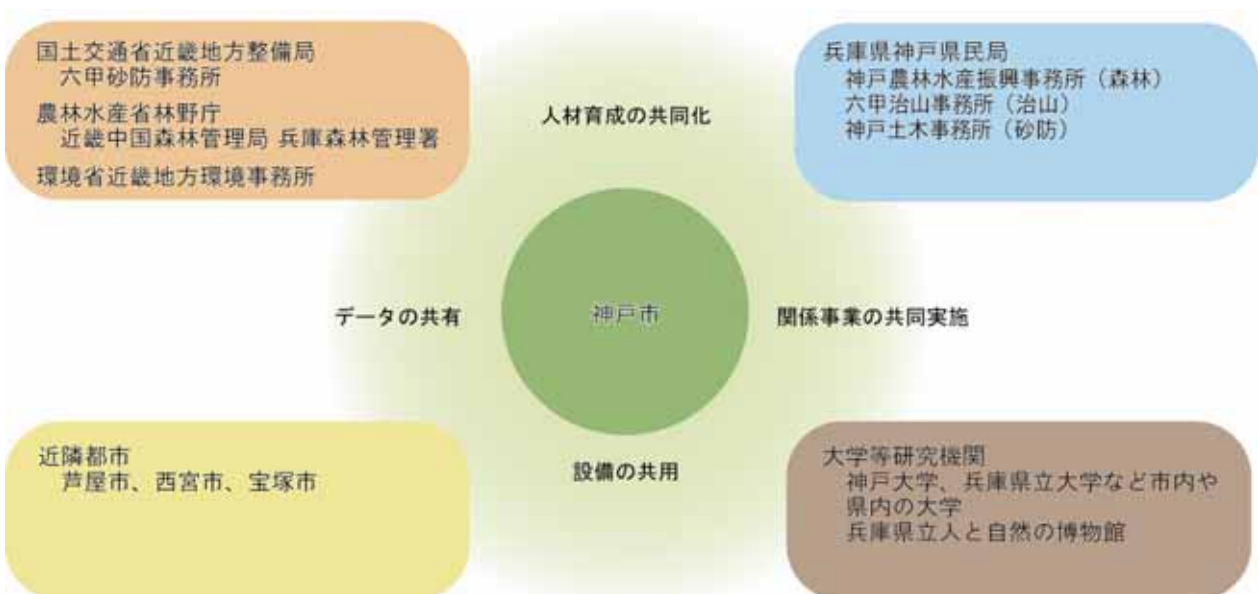 国土交通省近畿地方整備局
六甲砂防事務所
農林水産省林野庁
近畿中国森林管理局 兵庫森林管理署
環境省近畿地方環境事務所
兵庫県神戸県民局
神戸農林水産振興事務所（森林）
六甲治山事務所（治山）
神戸土木事務所（砂防）
人材育成の共同化
データの共有
神戸市
関係事業の共同実施
設備の共用
近隣都市
芦屋市、西宮市、宝塚市
大学等研究機関
神戸大学、兵庫県立大学など市内や
県内の大学
兵庫県立人と自然の博物館